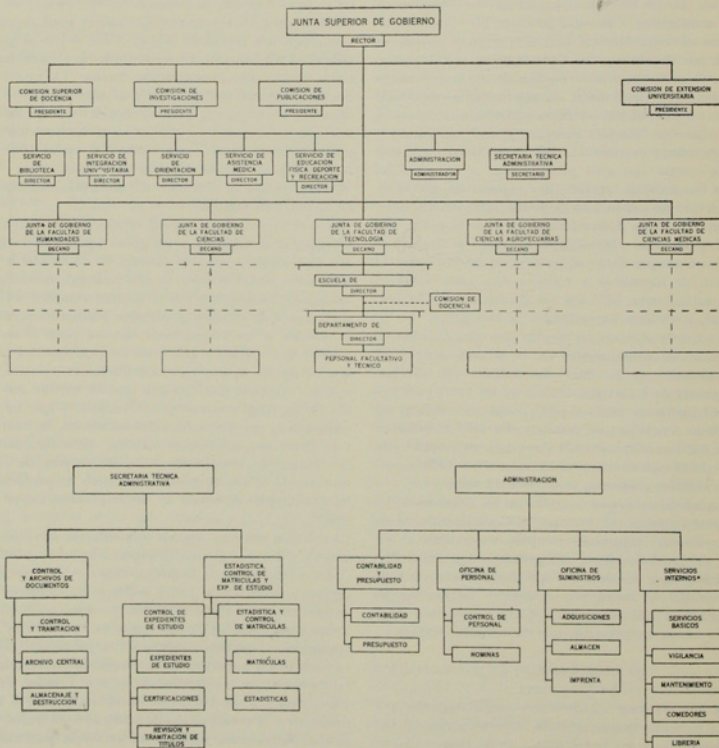 JUNTA SUPERIOR DE GOBIERNO
RECTOR
COMISION SUPERIOR
DE DOCENCIA
PRESIDENTE
COMISION DE
INVESTIGACIONES
PRESIDENTE
COMISION DE
PUBLICACIONES
PRESIDENTE
COMISION DE EXTENSION
UNIVERSITARIA
PRESIDENTE
SERVICIO
DE
BIBLIOTECA
DIRECTOR
SERVICIO DE
INTEGRACION
UNIVERSITARIA
DIRECTOR
SERVICIO
DE
ORIENTACION
DIRECTOR
SERVICIO DE
ASISTENCIA
MEDICA
DIRECTOR
SERVICIO DE
EDUCACION
FISICA DEPORTE
Y RECREACION
DIRECTOR
ADMINISTRACION
ADMINISTRADOR
SECRETARIA TECNICA
ADMINISTRATIVA
SECRETARIO
JUNTA DE GOBIERNO
DE LA FACULTAD DE
HUMANIDADES
DECANO
JUNTA DE GOBIERNO
DE LA FACULTAD DE
CIENCIAS
DECANO
JUNTA DE GOBIERNO
DE LA FACULTAD DE
TECNOLOGIA
DECANO
JUNTA DE GOBIERNO
DE LA FACULTAD DE
CIENCIAS AGROPECUARIAS
DECANO
JUNTA DE GOBIERNO
DE LA FACULTAD DE
CIENCIAS MEDICAS
DECANO
ESCUELA DE
DIRECTOR
COMISION DE
DOCENCIA
DEPARTAMENTO DE
DIRECTOR
PERSONAL FACULTATIVO
Y TECNICO
SECRETARIA TECNICA
ADMINISTRATIVA
CONTROL
Y ARCHIVOS DE
DOCUMENTOS
CONTROL
Y TRAMITACION
ARCHIVO CENTRAL
ALMACENAJE Y
DESTRUCCION
ESTADISTICA
CONTROL DE
MATRICULAS Y
EXP. DE ESTUDIO
CONTROL DE
EXPEDIENTES
DE ESTUDIO
EXPEDIENTES
DE ESTUDIO
CERTIFICACIONES
REVISION Y
TRAMITACION DE
TITULOS
ESTADISTICA Y
CONTROL
DE MATRICULAS
MATRICULAS
ESTADISTICAS
ADMINISTRACION
CONTABILIDAD
Y
PRESUPUESTO
CONTABILIDAD
PRESUPUESTO
OFICINA DE
PERSONAL
CONTROL DE
PERSONAL
NOMINAS
OFICINA DE
SUMINISTROS
ADQUISICIONES
ALMACEN
IMPRENTA
SERVICIOS
INTERNOS*
SERVICIOS
BASICOS
VIGILANCIA
MANTENIMIENTO
COMEDORES
LIBRERIA